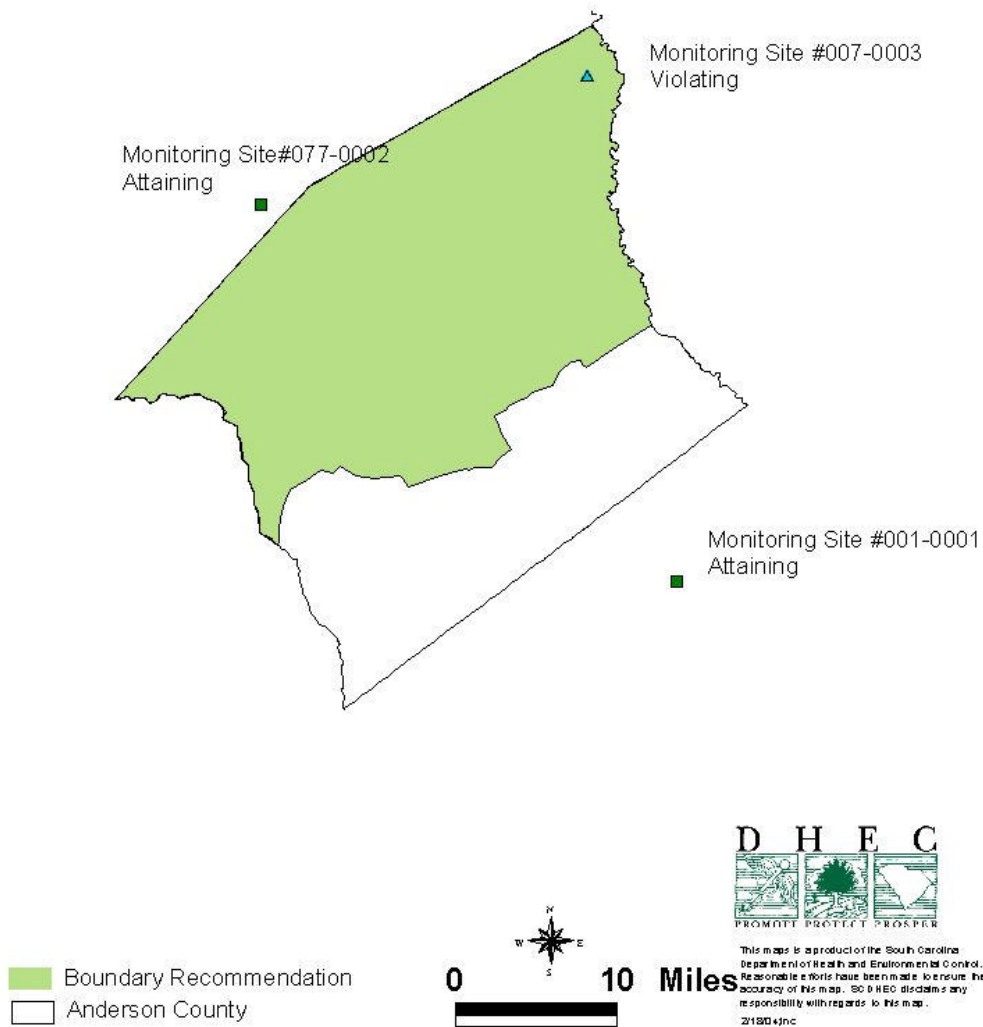 Monitoring Site #007-0003
Violating
Monitoring Site#077-0002
Attaining
Monitoring Site #001-0001
Attaining
D H E C
PROMOTE PROTECT PROSPER
N
W E
S
Boundary Recommendation
Anderson County
0 10 Miles
This maps is a product of the South Carolina
Department of Health and Environmental Control.
Reasonable efforts have been made to ensure the
accuracy of this map. SCDHEC disclaims any
responsibility with regards to this map.
2/18/04jnc